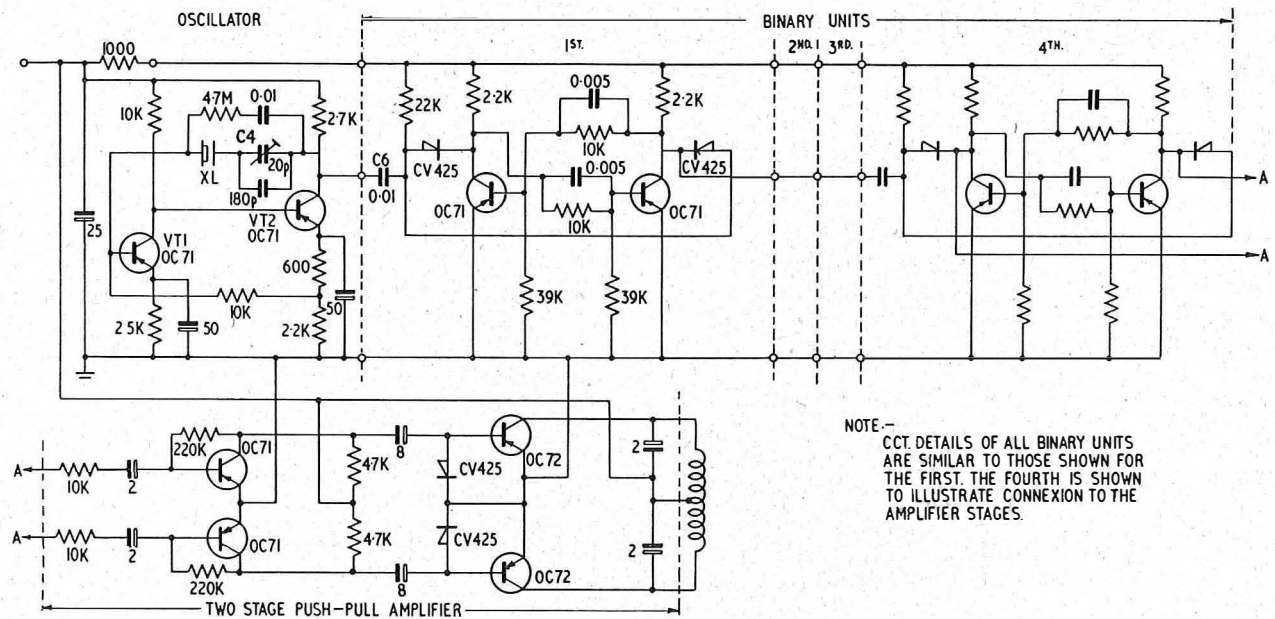 OSCILLATOR
BINARY UNITS
1ST.
2ND.
3RD.
4TH.
1000
10K
4·7M
0·01
2·7K
C4
20p
XL
180p
VT2
OC71
25
VT1
OC71
600
10K
50
2·5K
50
2·2K
22K
2·2K
0·005
2·2K
10K
CV425
C6
0·01
0·005
CV425
OC71
10K
OC71
39K
39K
A
A
220K
OC71
A
10K
2
8
OC72
4·7K
CV425
2
A
10K
2
OC71
4·7K
CV425
2
220K
8
OC72
TWO STAGE PUSH-PULL AMPLIFIER
NOTE:-
CCT. DETAILS OF ALL BINARY UNITS
ARE SIMILAR TO THOSE SHOWN FOR
THE FIRST. THE FOURTH IS SHOWN
TO ILLUSTRATE CONNEXION TO THE
AMPLIFIER STAGES.